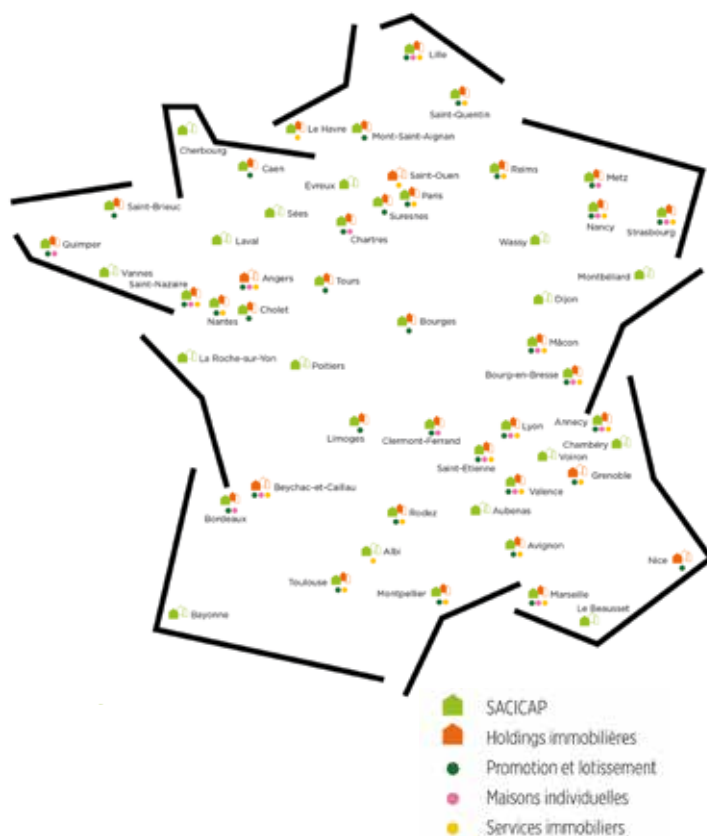 Lille
Saint-Quentin
Le Havre
Mont-Saint-Aignan
Cherbourg
Caen
Saint-Ouen
Reims
Metz
Evreux
Paris
Saint-Brieuc
Suresnes
Sées
Nancy
Strasbourg
Chartres
Quimper
Laval
Wassy
Vannes
Montbéliard
Angers
Tours
Saint-Nazaire
Dijon
Nantes
Cholet
Bourges
Mâcon
La Roche-sur-Yon
Poitiers
Bourg-en-Bresse
Limoges
Clermont-Ferrand
Lyon
Annecy
Chambéry
Voiron
Saint-Etienne
Grenoble
Beychac-et-Caillau
Valence
Bordeaux
Rodez
Aubenas
Albi
Avignon
Nice
Toulouse
Montpellier
Marseille
Le Beausset
Bayonne
SACICAP
Holdings immobilières
Promotion et lotissement
Maisons individuelles
Services immobiliers